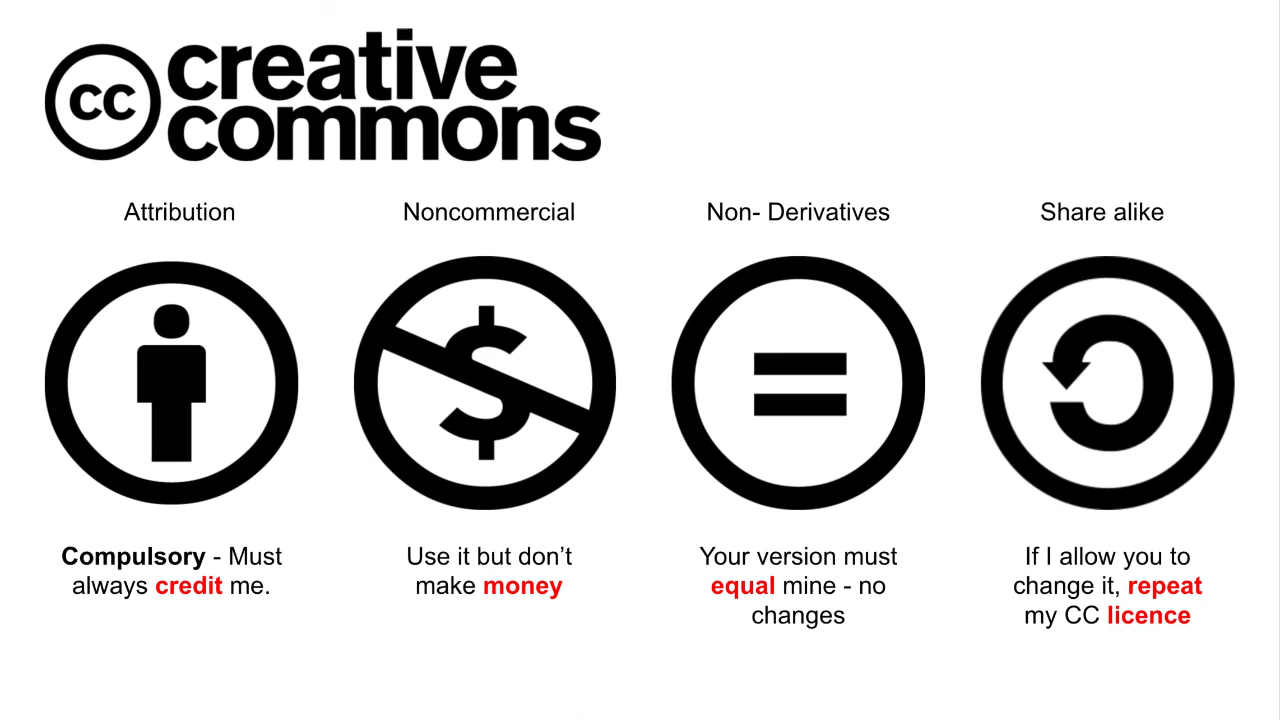 cc creative
commons
Attribution
Noncommercial
Non- Derivatives
Share alike
$
=
Compulsory - Must
always credit me.
Use it but don’t
make money
Your version must
equal mine - no
changes
If I allow you to
change it, repeat
my CC licence